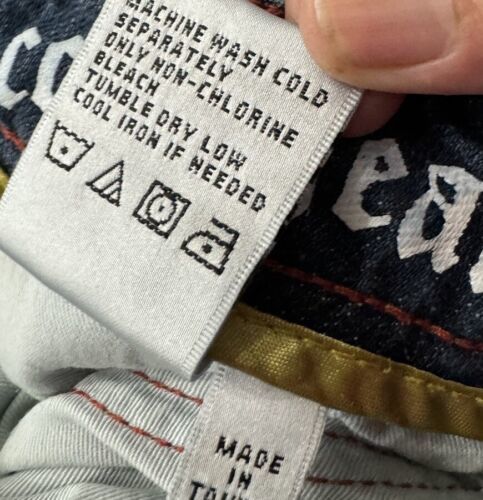 MACHINE WASH COLD
SEPARATELY
ONLY NON-CHLORINE
BLEACH
TUMBLE DRY LOW
COOL IRON IF NEEDED
MADE
IN